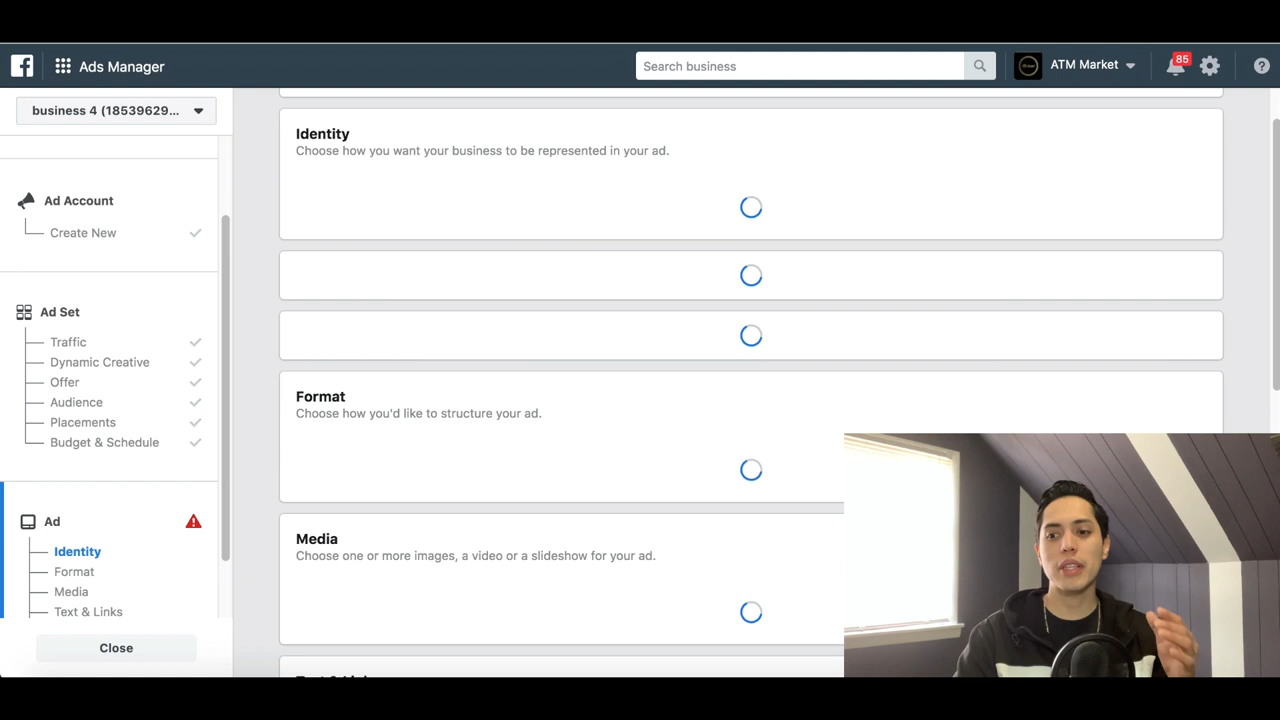 Ads Manager
Search business
ATM Market
85
business 4 (18539629...
Ad Account
Create New
Ad Set
Traffic
Dynamic Creative
Offer
Audience
Placements
Budget & Schedule
Ad
Identity
Format
Media
Text & Links
Close
Identity
Choose how you want your business to be represented in your ad.
Format
Choose how you'd like to structure your ad.
Media
Choose one or more images, a video or a slideshow for your ad.